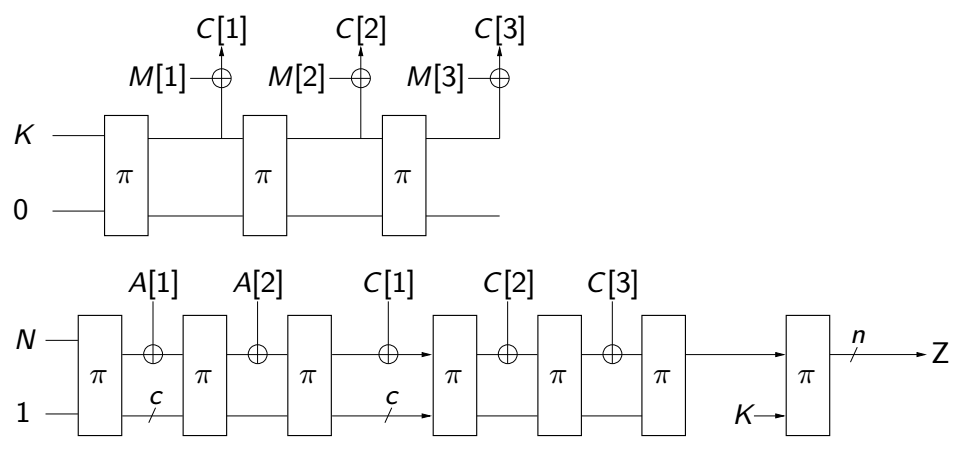 C[1] C[2] C[3]
M[1] M[2] M[3]
K
π π π
0
A[1] A[2] C[1] C[2] C[3]
N
n
Z
π π π π π π π
c c
1 K